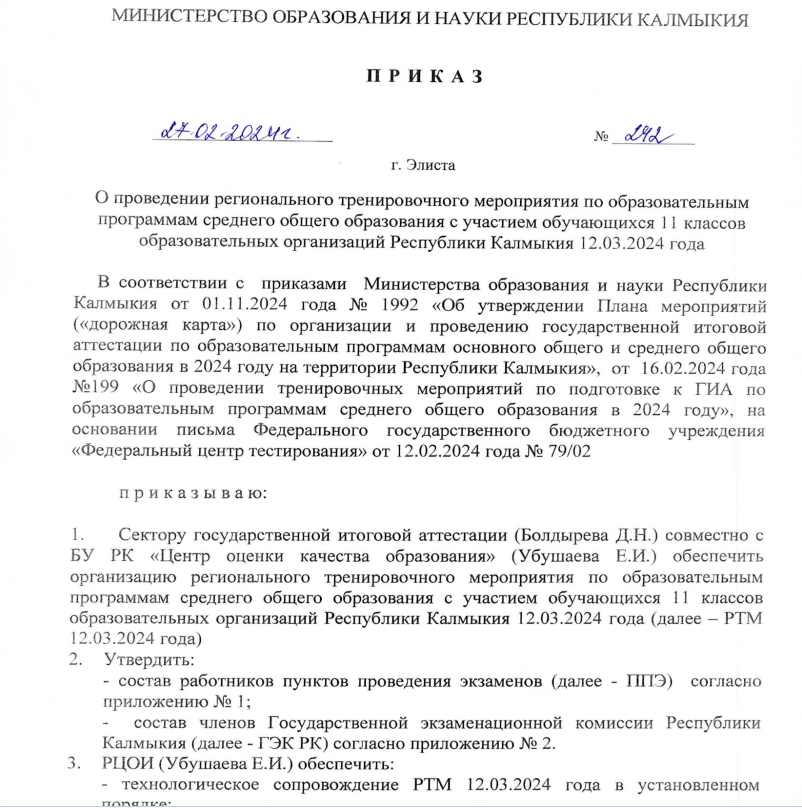 МИНИСТЕРСТВО ОБРАЗОВАНИЯ И НАУКИ РЕСПУБЛИКИ КАЛМЫКИЯ
П Р И К А З
27-02-2024г. № 242
г. Элиста
О проведении регионального тренировочного мероприятия по образовательным
программам среднего общего образования с участием обучающихся 11 классов
образовательных организаций Республики Калмыкия 12.03.2024 года
В соответствии с приказами Министерства образования и науки Республики
Калмыкия от 01.11.2024 года № 1992 «Об утверждении Плана мероприятий
(«дорожная карта») по организации и проведению государственной итоговой
аттестации по образовательным программам основного общего и среднего общего
образования в 2024 году на территории Республики Калмыкия», от 16.02.2024 года
№199 «О проведении тренировочных мероприятий по подготовке к ГИА по
образовательным программам среднего общего образования в 2024 году», на
основании письма Федерального государственного бюджетного учреждения
«Федеральный центр тестирования» от 12.02.2024 года № 79/02
п р и к а з ы в а ю:
1. Сектору государственной итоговой аттестации (Болдырева Д.Н.) совместно с
БУ РК «Центр оценки качества образования» (Убушаева Е.И.) обеспечить
организацию регионального тренировочного мероприятия по образовательным
программам среднего общего образования с участием обучающихся 11 классов
образовательных организаций Республики Калмыкия 12.03.2024 года (далее – РТМ
12.03.2024 года)
2. Утвердить:
- состав работников пунктов проведения экзаменов (далее - ППЭ) согласно
приложению № 1;
- состав членов Государственной экзаменационной комиссии Республики
Калмыкия (далее - ГЭК РК) согласно приложению № 2.
3. РЦОИ (Убушаева Е.И.) обеспечить:
- технологическое сопровождение РТМ 12.03.2024 года в установленном
порядке;